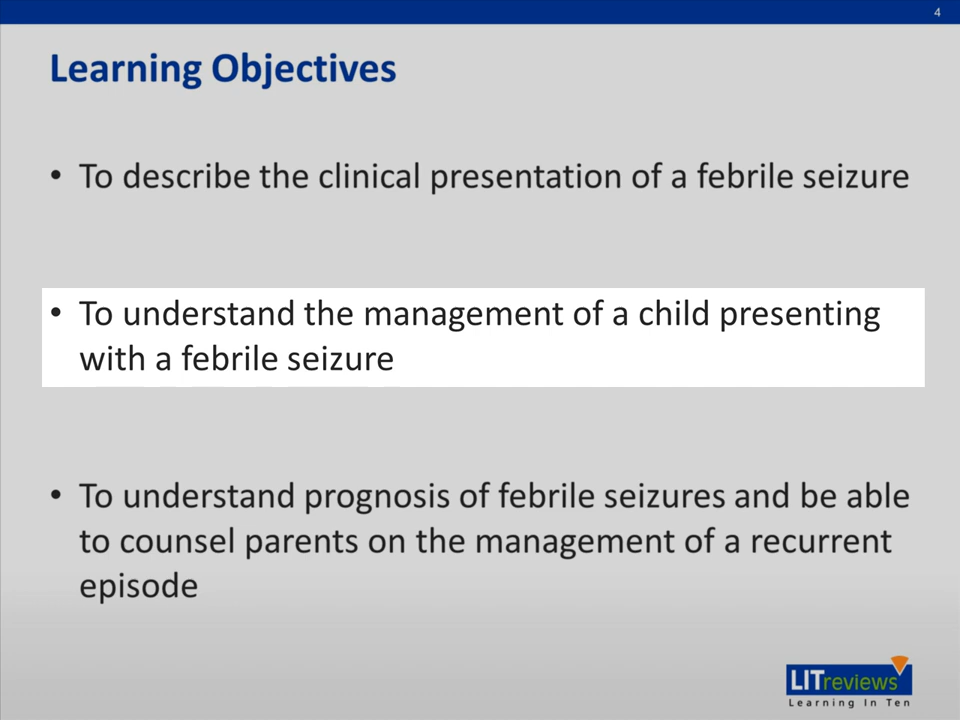 4
Learning Objectives
• To describe the clinical presentation of a febrile seizure
• To understand the management of a child presenting
with a febrile seizure
• To understand prognosis of febrile seizures and be able
to counsel parents on the management of a recurrent
episode
LITreviews
Learning In Ten